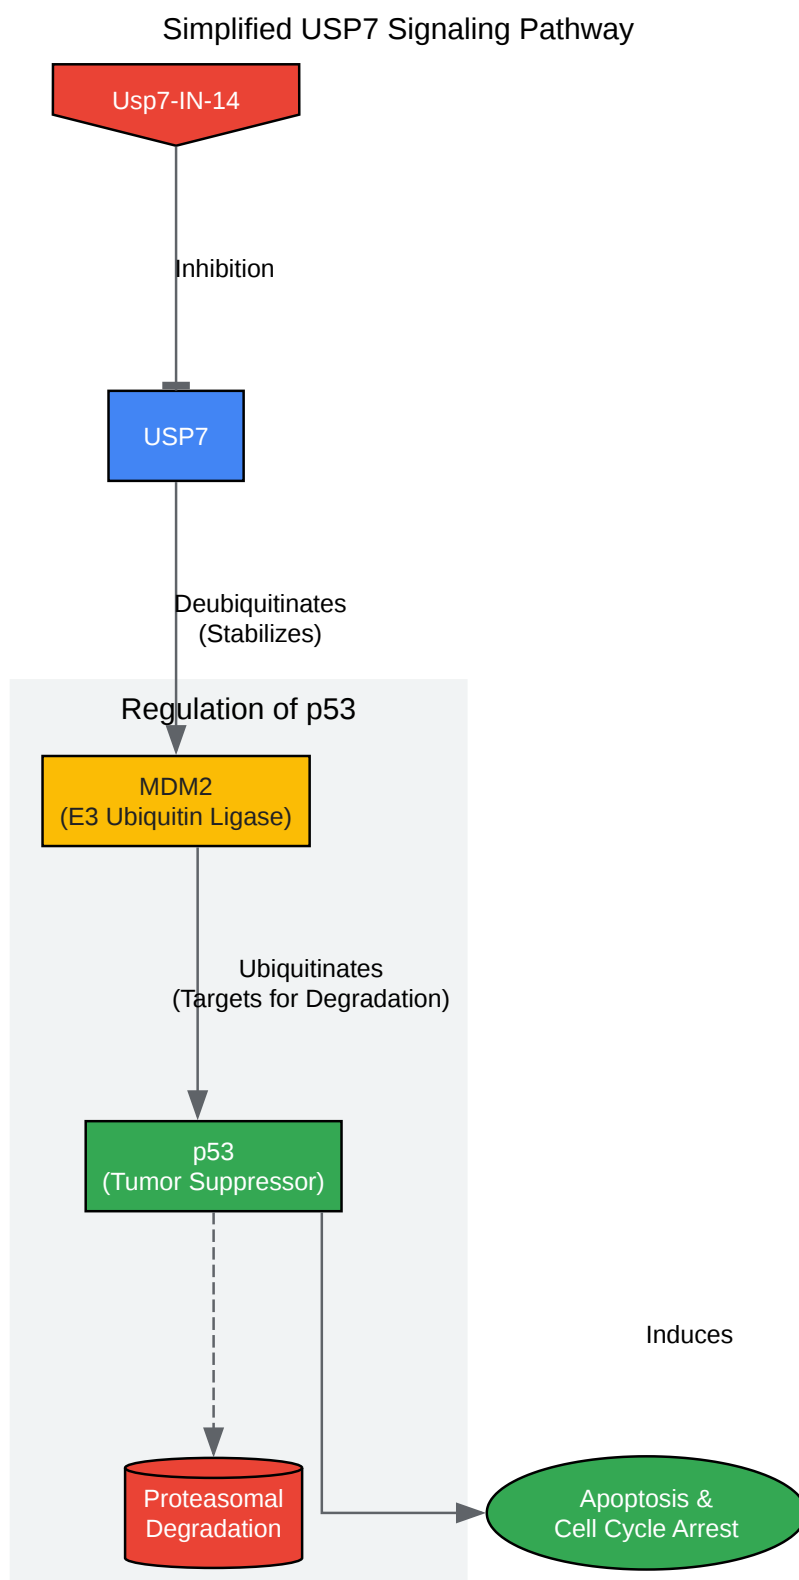 Simplified USP7 Signaling Pathway
Usp7-IN-14
Inhibition
USP7
Deubiquitinates
(Stabilizes)
Regulation of p53
MDM2
(E3 Ubiquitin Ligase)
Ubiquitinates
(Targets for Degradation)
p53
(Tumor Suppressor)
Induces
Proteasomal
Degradation
Apoptosis &
Cell Cycle Arrest